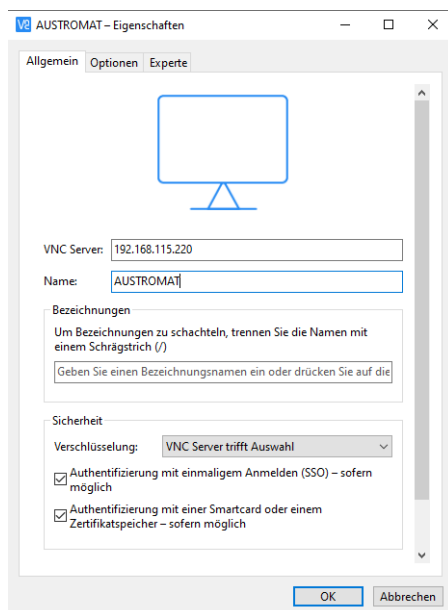 AUSTROMAT – Eigenschaften
Allgemein Optionen Experte
VNC Server: 192.168.115.220
Name: AUSTROMAT
Bezeichnungen
Um Bezeichnungen zu schachteln, trennen Sie die Namen mit
einem Schrägstrich (/)
Geben Sie einen Bezeichnungsnamen ein oder drücken Sie auf die
Sicherheit
Verschlüsselung: VNC Server trifft Auswahl
Authentifizierung mit einmaligem Anmelden (SSO) – sofern
möglich
Authentifizierung mit einer Smartcard oder einem
Zertifikatspeicher – sofern möglich
OK Abbrechen